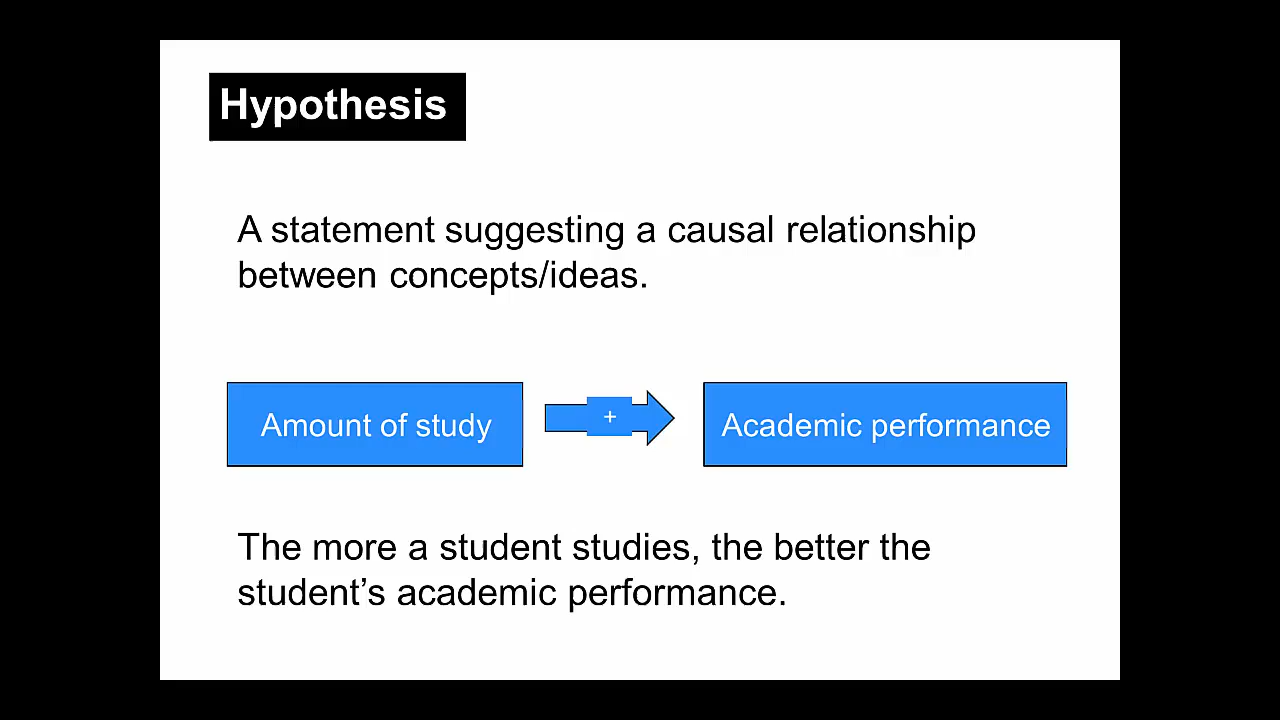 Hypothesis
A statement suggesting a causal relationship
between concepts/ideas.
Amount of study
+
Academic performance
The more a student studies, the better the
student’s academic performance.